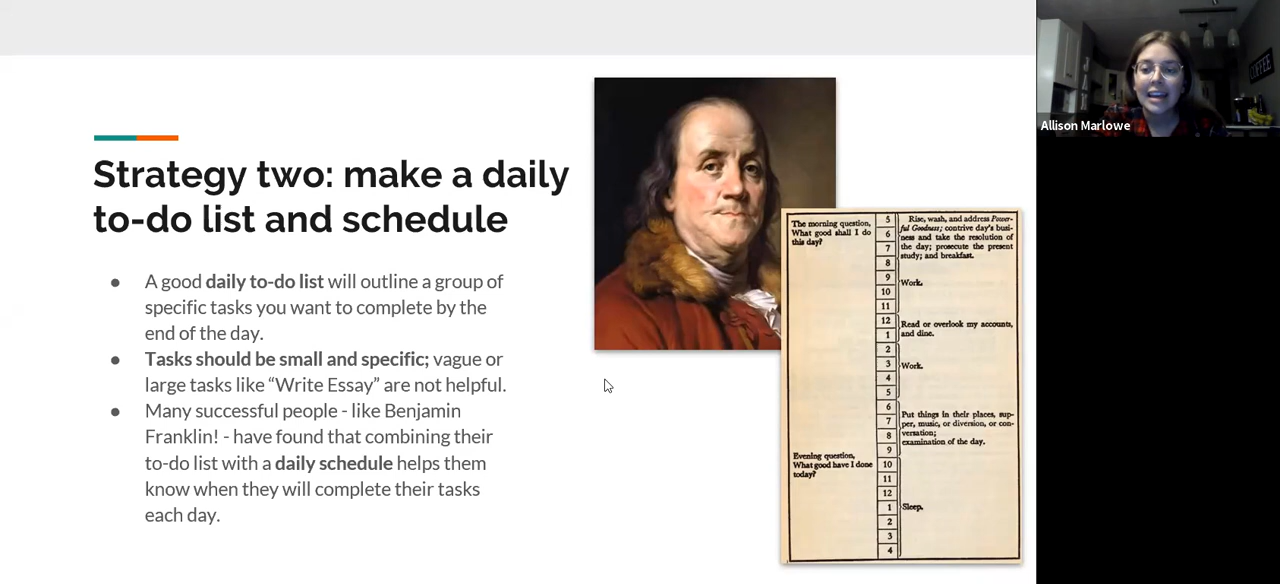 Strategy two: make a daily
to-do list and schedule
● A good daily to-do list will outline a group of
specific tasks you want to complete by the
end of the day.
● Tasks should be small and specific; vague or
large tasks like “Write Essay” are not helpful.
● Many successful people - like Benjamin
Franklin! - have found that combining their
to-do list with a daily schedule helps them
know when they will complete their tasks
each day.
The morning question,
What good shall I do
this day?
Evening question,
What good have I done
today?
5
6
7
8
9
10
11
12
1
2
3
4
5
6
7
8
9
10
11
12
1
2
3
4
Rise, wash, and address Power-
ful Goodness; contrive day's busi-
ness and take the resolution of
the day; prosecute the present
study; and breakfast.
Work.
Read or overlook my accounts,
and dine.
Work.
Put things in their places, sup-
per, music, or diversion, or con-
versation;
examination of the day.
Sleep.
COFFEE
Allison Marlowe